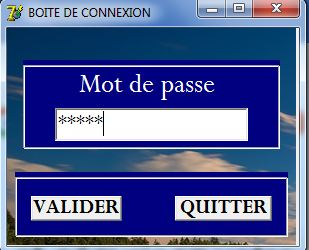 BOITE DE CONNEXION
Mot de passe
*****
VALIDER QUITTER